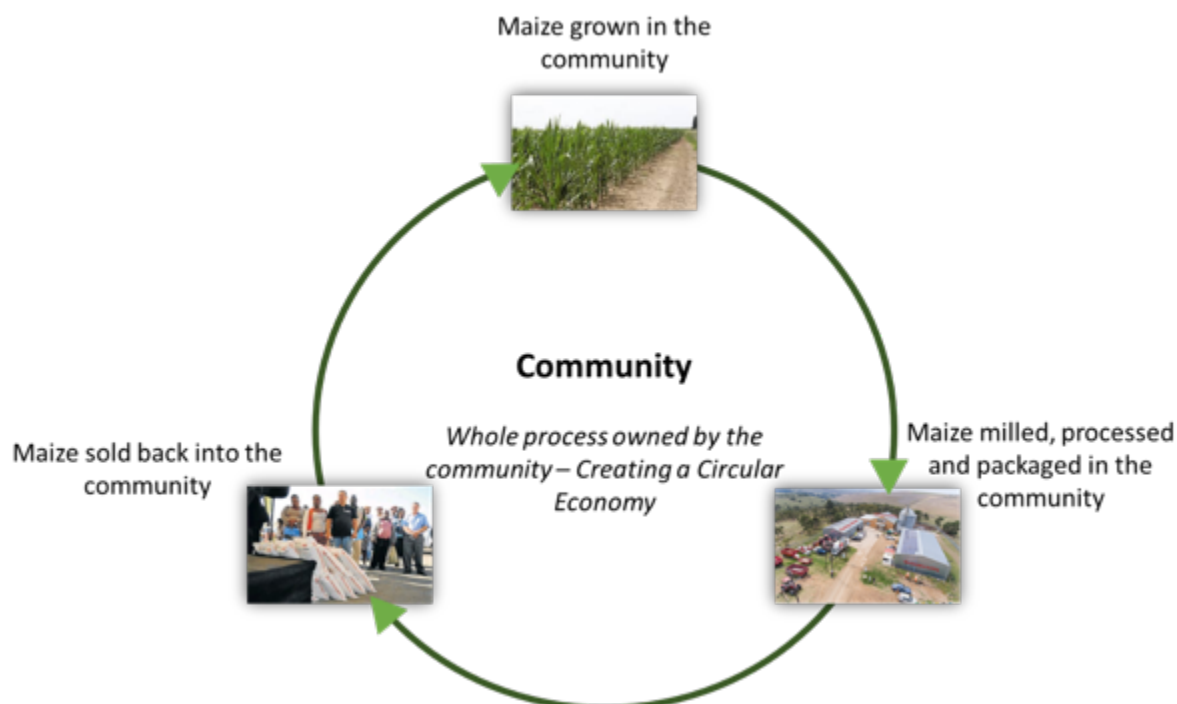 Maize grown in the
community
Community
Whole process owned by the
community – Creating a Circular
Economy
Maize milled, processed
and packaged in the
community
Maize sold back into the
community